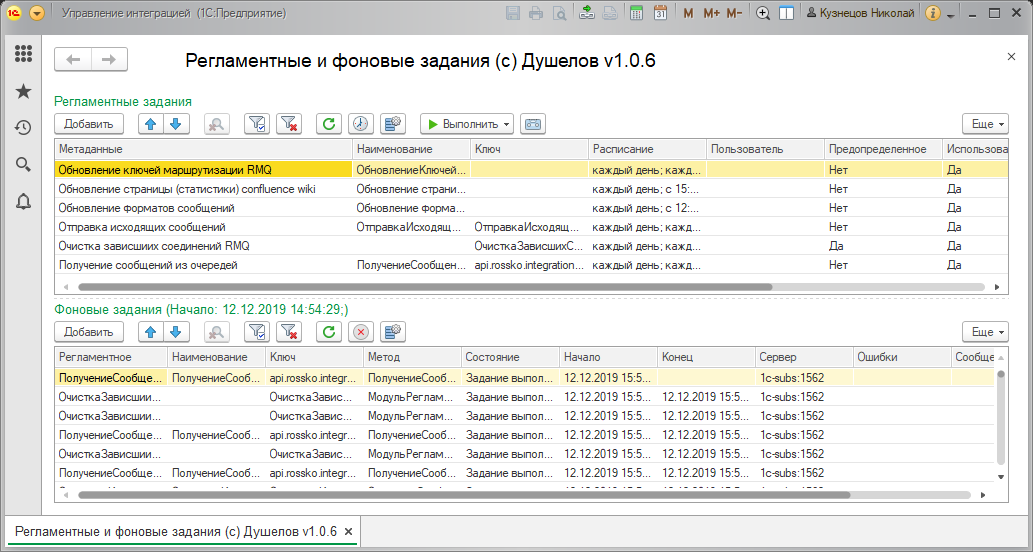 Управление интеграцией (1С:Предприятие)
M M+ M- Кузнецов Николай
Регламентные и фоновые задания (с) Душелов v1.0.6
Регламентные задания
Добавить Выполнить Еще
Метаданные Наименование Ключ Расписание Пользователь Предопределенное Использова
Обновление ключей маршрутизации RMQ ОбновлениеКлючей... каждый день; кажд... Нет Да
Обновление страницы (статистики) confluence wiki Обновление страни... каждый день; с 15:... Нет Да
Обновление форматов сообщений Обновление форма... каждый день; с 12:... Нет Да
Отправка исходящих сообщений ОтправкаИсходящ... ОтправкаИсходящ... каждый день; кажд... Нет Да
Очистка зависших соединений RMQ ОчисткаЗависшихС... каждый день; кажд... Да Да
Получение сообщений из очередей ПолучениеСообщен... api.rossko.integration... каждый день; кажд... Нет Да
Фоновые задания (Начало: 12.12.2019 14:54:29;)
Добавить Еще
Регламентное Наименование Ключ Метод Состояние Начало Конец Сервер Ошибки Сообще
ПолучениеСообще... ПолучениеСооб... api.rossko.integr... ПолучениеСооб... Задание выпол... 12.12.2019 15:5... 1c-subs:1562
ОчисткаЗависши... ОчисткаЗавис... МодульРеглам... Задание выпол... 12.12.2019 15:5... 12.12.2019 15:5... 1c-subs:1562
ОчисткаЗависши... ОчисткаЗавис... МодульРеглам... Задание выпол... 12.12.2019 15:5... 12.12.2019 15:5... 1c-subs:1562
ПолучениеСообще... ПолучениеСооб... api.rossko.integr... ПолучениеСооб... Задание выпол... 12.12.2019 15:5... 12.12.2019 15:5... 1c-subs:1562
ОчисткаЗависши... ОчисткаЗавис... МодульРеглам... Задание выпол... 12.12.2019 15:5... 12.12.2019 15:5... 1c-subs:1562
ПолучениеСообще... ПолучениеСооб... api.rossko.integr... ПолучениеСооб... Задание выпол... 12.12.2019 15:5... 12.12.2019 15:5... 1c-subs:1562
Регламентные и фоновые задания (с) Душелов v1.0.6